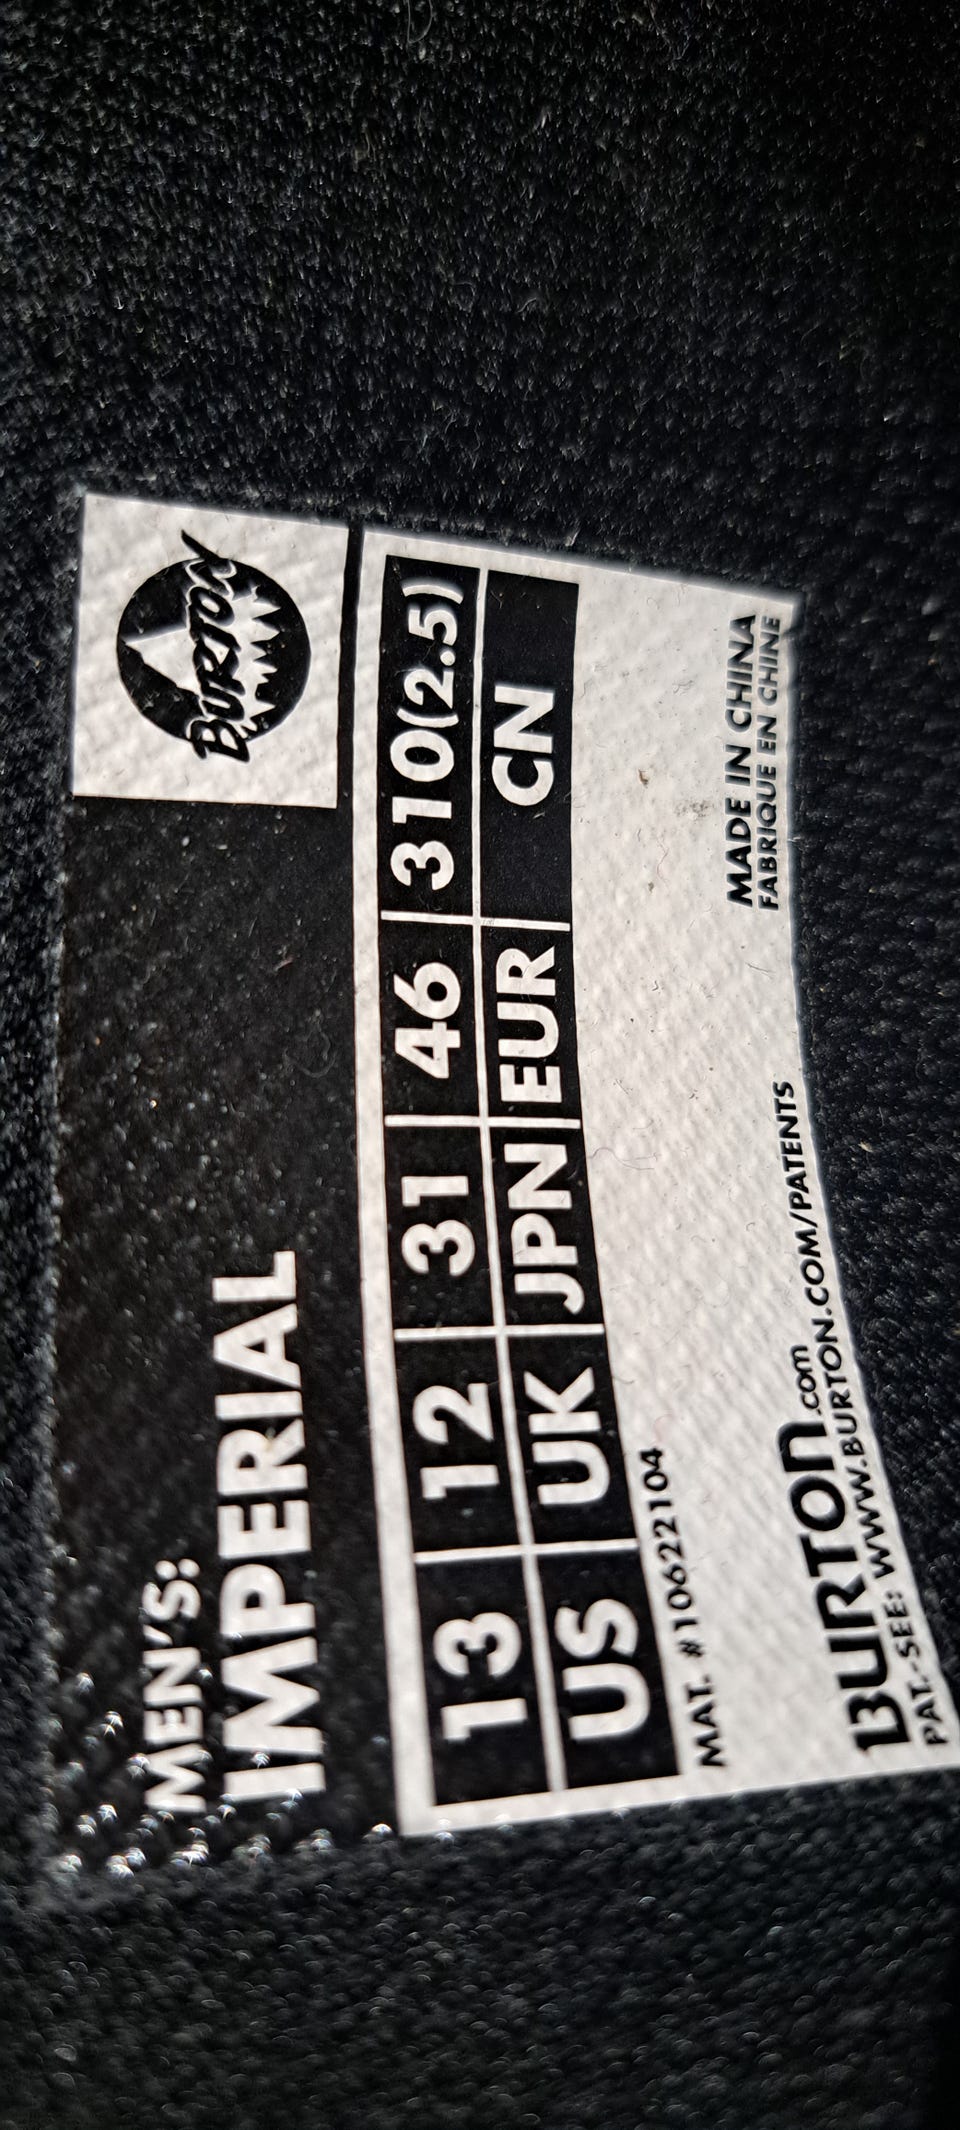 MEN'S:
IMPERIAL
BURTON
13 12 31 46 310(2.5)
US UK JPN EUR CN
MAT. #10622104
BURTON.com
PAT.-SEE: WWW.BURTON.COM/PATENTS
MADE IN CHINA
FABRIQUE EN CHINE